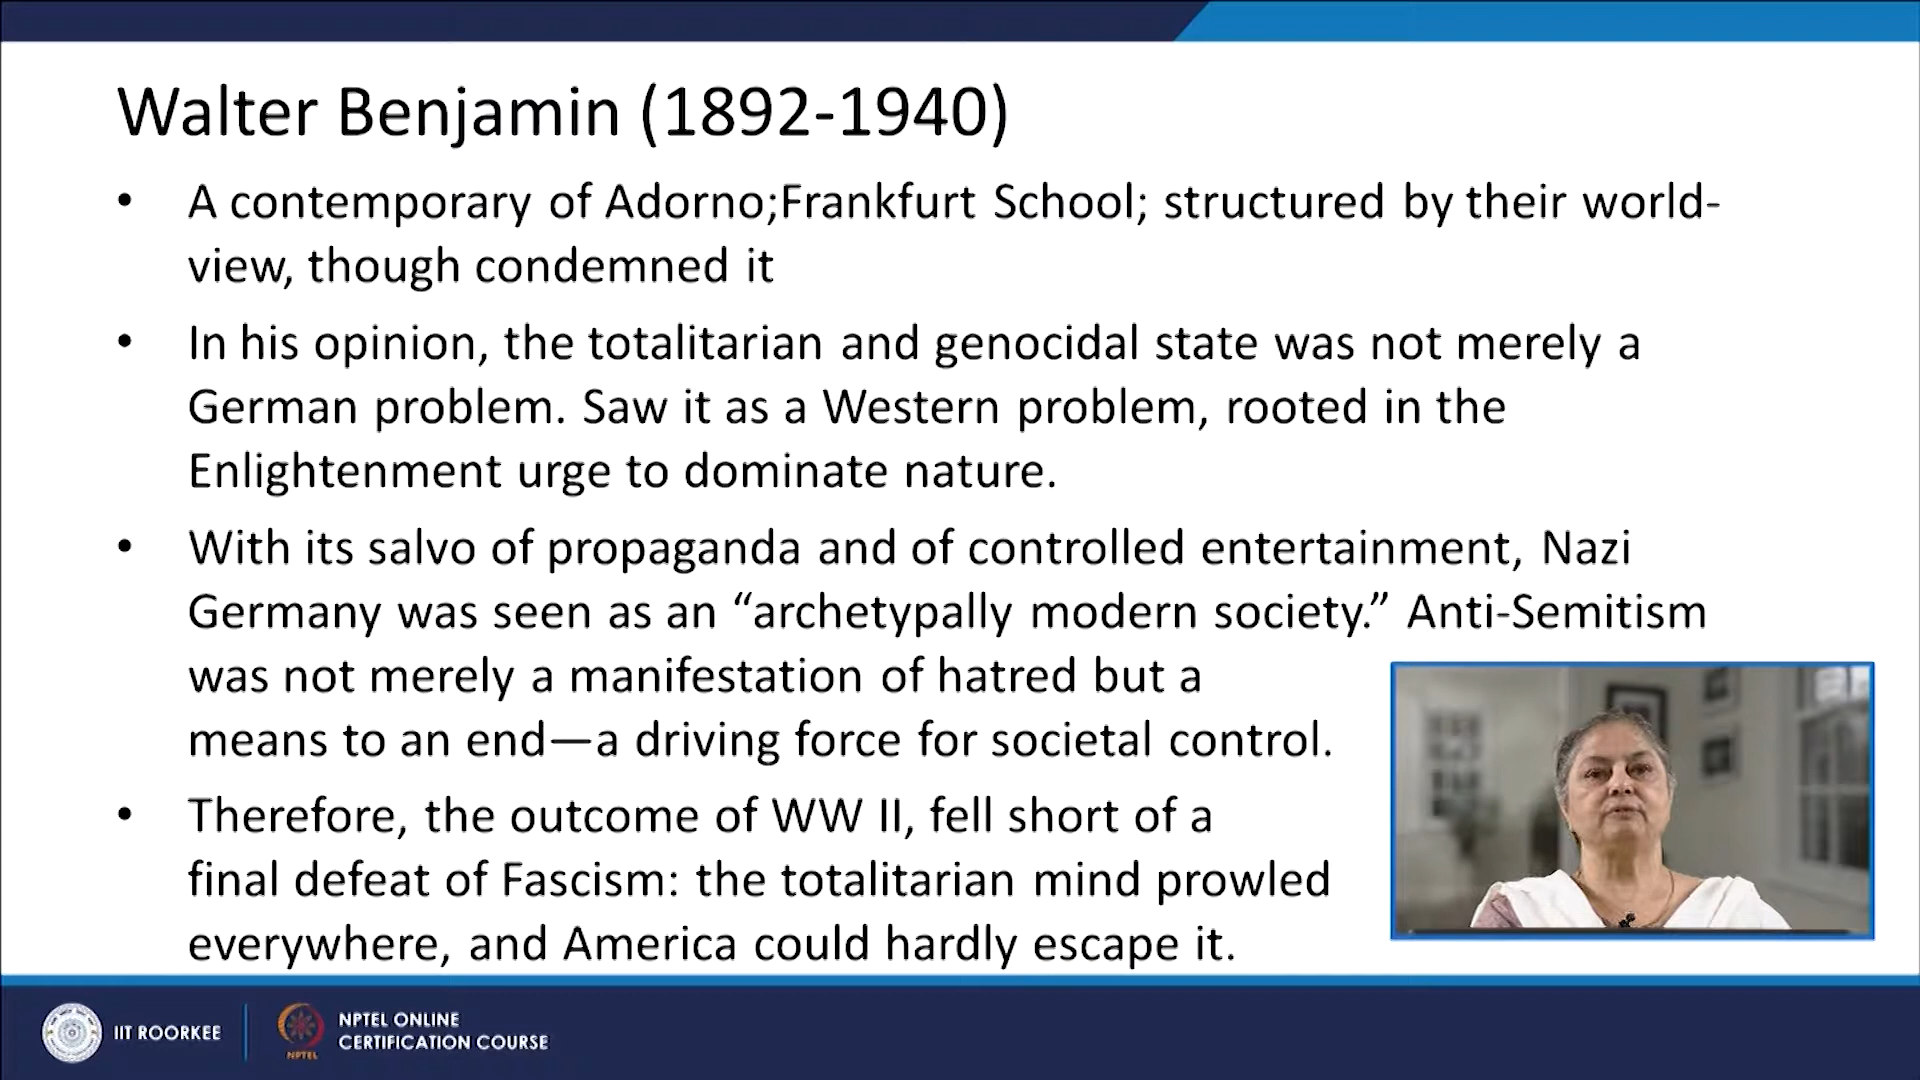 Walter Benjamin (1892-1940)
• A contemporary of Adorno;Frankfurt School; structured by their world-
view, though condemned it
• In his opinion, the totalitarian and genocidal state was not merely a
German problem. Saw it as a Western problem, rooted in the
Enlightenment urge to dominate nature.
• With its salvo of propaganda and of controlled entertainment, Nazi
Germany was seen as an “archetypally modern society.” Anti-Semitism
was not merely a manifestation of hatred but a
means to an end—a driving force for societal control.
• Therefore, the outcome of WW II, fell short of a
final defeat of Fascism: the totalitarian mind prowled
everywhere, and America could hardly escape it.
IIT ROORKEE
NPTEL
NPTEL ONLINE
CERTIFICATION COURSE